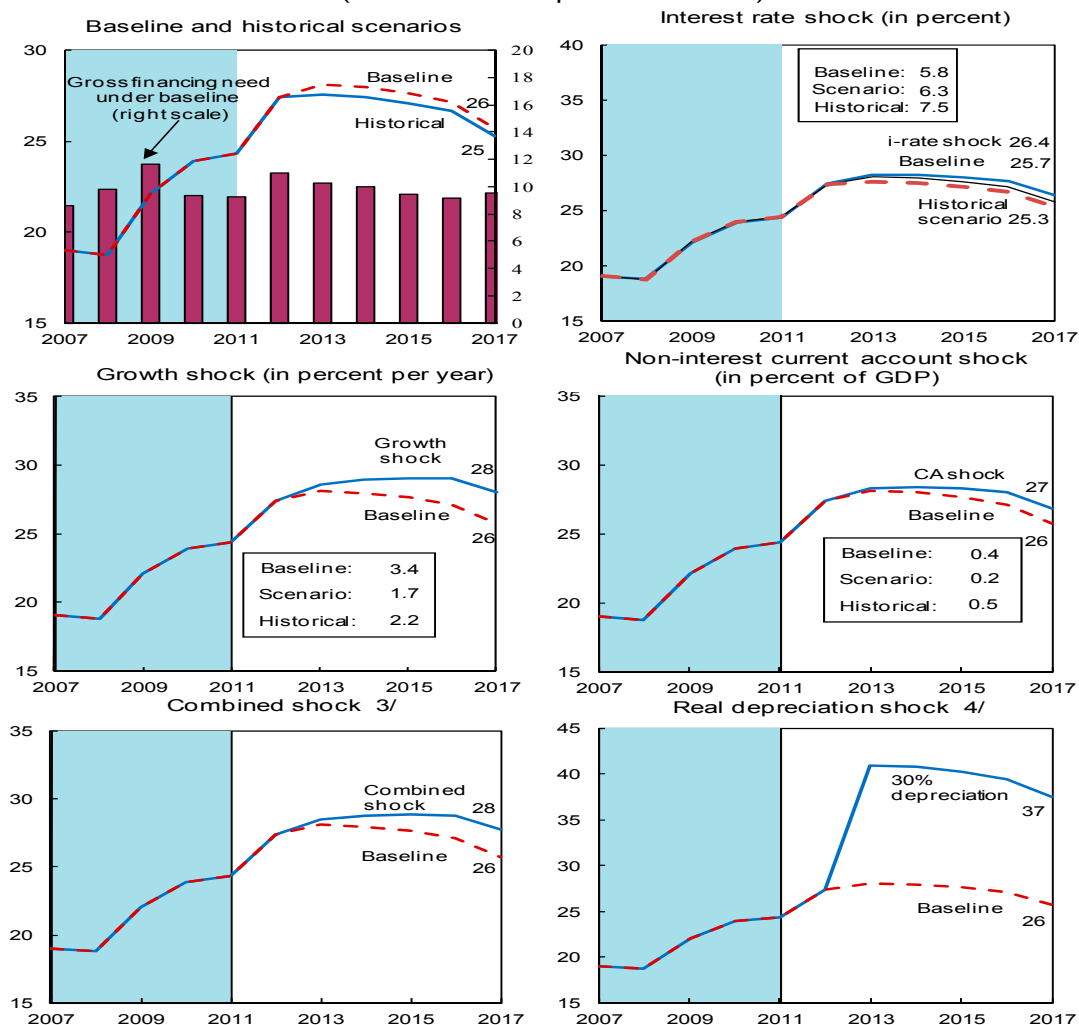 Baseline and historical scenarios
30
25
20
15
20
18
16
14
12
10
8
6
4
2
0
Gross financing need
under baseline
(right scale)
Baseline
26
Historical
25
2007 2009 2011 2013 2015 2017
Interest rate shock (in percent)
40
35
30
25
20
15
Baseline: 5.8
Scenario: 6.3
Historical: 7.5
i-rate shock 26.4
Baseline 25.7
Historical
scenario 25.3
2007 2009 2011 2013 2015 2017
Growth shock (in percent per year)
35
30
25
20
15
Growth
shock
28
Baseline
26
Baseline: 3.4
Scenario: 1.7
Historical: 2.2
2007 2009 2011 2013 2015 2017
Non-interest current account shock
(in percent of GDP)
35
30
25
20
15
CA shock
27
Baseline
26
Baseline: 0.4
Scenario: 0.2
Historical: 0.5
2007 2009 2011 2013 2015 2017
Combined shock 3/
35
30
25
20
15
Combined
shock
28
Baseline
26
2007 2009 2011 2013 2015 2017
Real depreciation shock 4/
45
40
35
30
25
20
15
30%
depreciation
37
Baseline
26
2007 2009 2011 2013 2015 2017